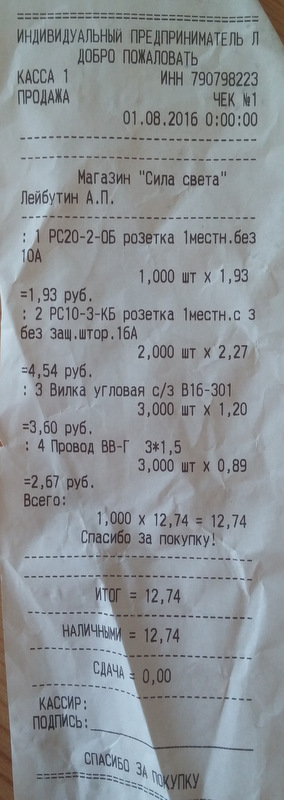 ИНДИВИДУАЛЬНЫЙ ПРЕДПРИНИМАТЕЛЬ Л
ДОБРО ПОЖАЛОВАТЬ
КАССА 1 ИНН 790798223
ПРОДАЖА ЧЕК №1
01.08.2016 0:00:00
Магазин "Сила света"
Лейбутин А.П.
: 1 РС20-2-ОБ розетка 1местн.без
10А
1,000 шт X 1,93
=1,93 руб.
: 2 РС10-3-КБ розетка 1местн.с З
без защ.штор.16А
2,000 шт X 2,27
=4,54 руб.
: 3 Вилка угловая с/з В16-301
3,000 шт X 1,20
=3,60 руб.
: 4 Провод ВВ-Г 3*1,5
3,000 шт X 0,89
=2,67 руб.
Всего:
1,000 X 12,74 = 12,74
Спасибо за покупку!
ИТОГ = 12,74
НАЛИЧНЫМИ = 12,74
СДАЧА = 0,00
КАССИР:
ПОДПИСЬ:
СПАСИБО ЗА ПОКУПКУ